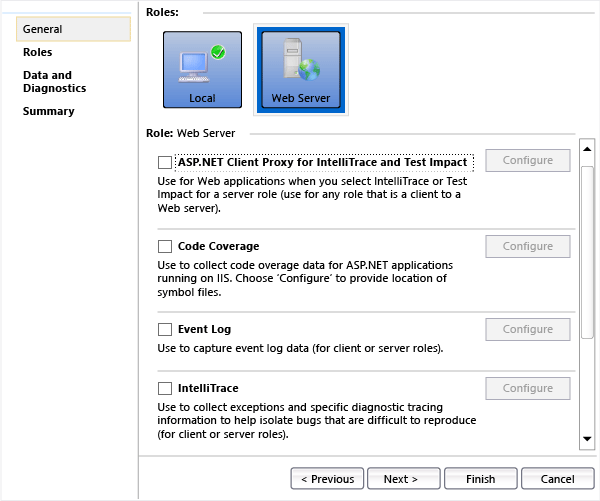 General
Roles
Data and
Diagnostics
Summary
Roles:
Local
Web Server
Role: Web Server
ASP.NET Client Proxy for IntelliTrace and Test Impact
Configure
Use for Web applications when you select IntelliTrace or Test
Impact for a server role (use for any role that is a client to a
Web server).
Code Coverage
Configure
Use to collect code overage data for ASP.NET applications
running on IIS. Choose 'Configure' to provide location of
symbol files.
Event Log
Configure
Use to capture event log data (for client or server roles).
IntelliTrace
Configure
Use to collect exceptions and specific diagnostic tracing
information to help isolate bugs that are difficult to reproduce
(for client or server roles).
< Previous
Next >
Finish
Cancel